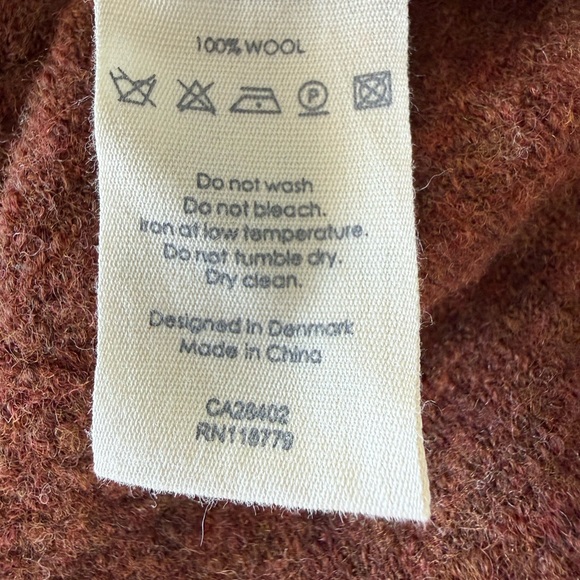 100% WOOL
P
Do not wash
Do not bleach.
Iron at low temperature.
Do not tumble dry.
Dry clean.
Designed in Denmark
Made in China
CA28402
RN118779